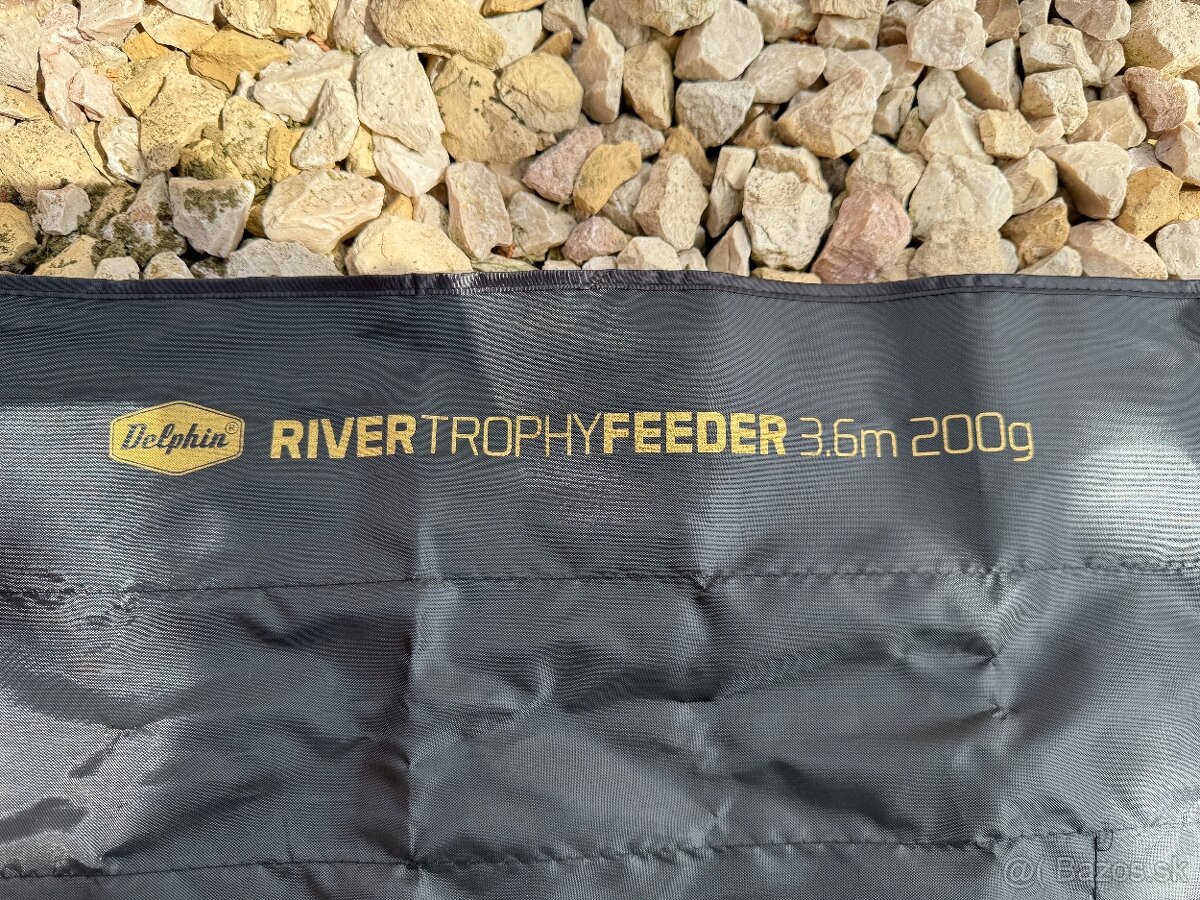 Delphin® RIVERTROPHYFEEDER 3.6m 200g
@( Bazos.sk